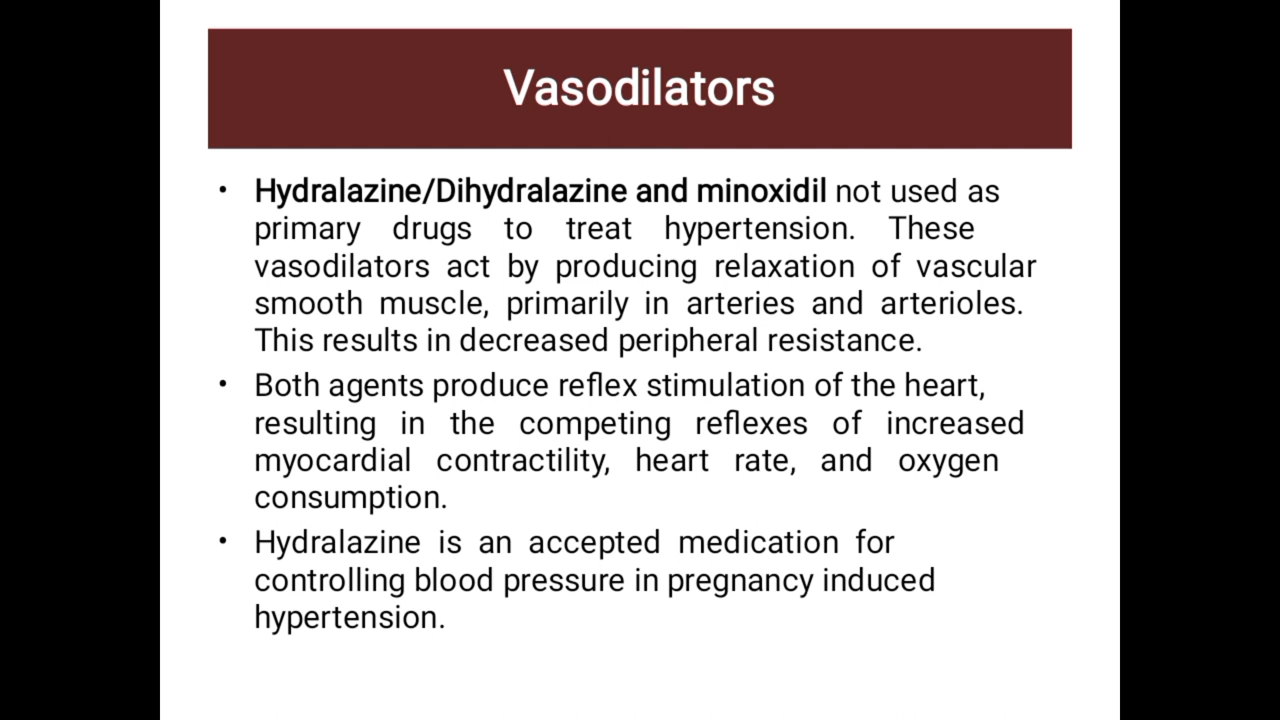 Vasodilators
• Hydralazine/Dihydralazine and minoxidil not used as
primary drugs to treat hypertension. These
vasodilators act by producing relaxation of vascular
smooth muscle, primarily in arteries and arterioles.
This results in decreased peripheral resistance.
• Both agents produce reflex stimulation of the heart,
resulting in the competing reflexes of increased
myocardial contractility, heart rate, and oxygen
consumption.
• Hydralazine is an accepted medication for
controlling blood pressure in pregnancy induced
hypertension.